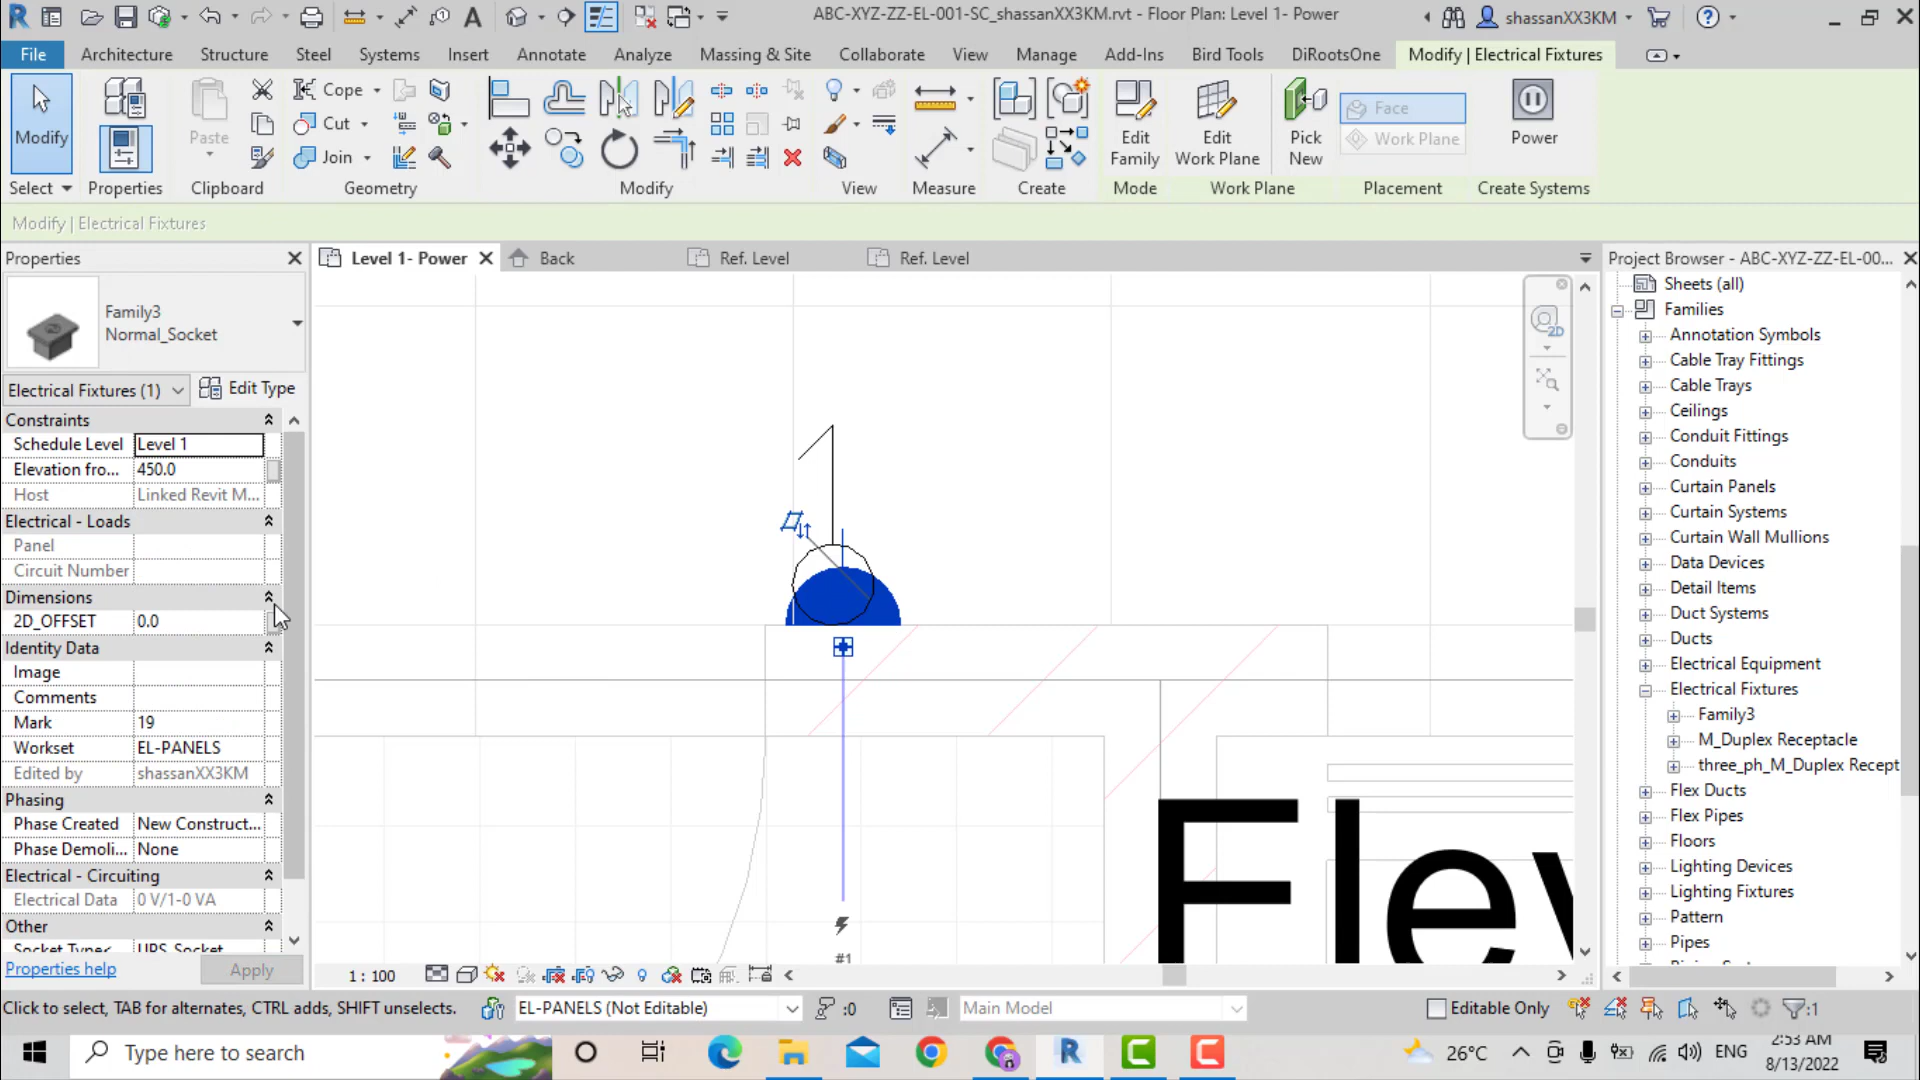 ABC-XYZ-ZZ-EL-001-SC_shassanXX3KM.rvt - Floor Plan: Level 1- Power
shassanXX3KM
File Architecture Structure Steel Systems Insert Annotate Analyze Massing & Site Collaborate View Manage Add-Ins Bird Tools DiRootsOne Modify | Electrical Fixtures
Modify
Paste
Cope
Cut
Join
Edit Family
Edit Work Plane
Pick New
Face
Work Plane
Power
Select Properties Clipboard Geometry Modify View Measure Create Mode Work Plane Placement Create Systems
Modify | Electrical Fixtures
Properties
Level 1- Power
Back
Ref. Level
Ref. Level
Project Browser - ABC-XYZ-ZZ-EL-00...
Family3
Normal_Socket
Electrical Fixtures (1)
Edit Type
Constraints
Schedule Level Level 1
Elevation fro... 450.0
Host Linked Revit M...
Electrical - Loads
Panel
Circuit Number
Dimensions
2D_OFFSET 0.0
Identity Data
Image
Comments
Mark 19
Workset EL-PANELS
Edited by shassanXX3KM
Phasing
Phase Created New Construct...
Phase Demoli... None
Electrical - Circuiting
Electrical Data 0 V/1-0 VA
Other
Socket Type: UPS Socket
Properties help
Apply
2D
#1
Flev
Sheets (all)
Families
Annotation Symbols
Cable Tray Fittings
Cable Trays
Ceilings
Conduit Fittings
Conduits
Curtain Panels
Curtain Systems
Curtain Wall Mullions
Data Devices
Detail Items
Duct Systems
Ducts
Electrical Equipment
Electrical Fixtures
Family3
M_Duplex Receptacle
three_ph_M_Duplex Recept
Flex Ducts
Flex Pipes
Floors
Lighting Devices
Lighting Fixtures
Pattern
Pipes
1 : 100
Click to select, TAB for alternates, CTRL adds, SHIFT unselects.
EL-PANELS (Not Editable)
:0
Main Model
Editable Only
:1
Type here to search
26°C
ENG
2:53 AM
8/13/2022